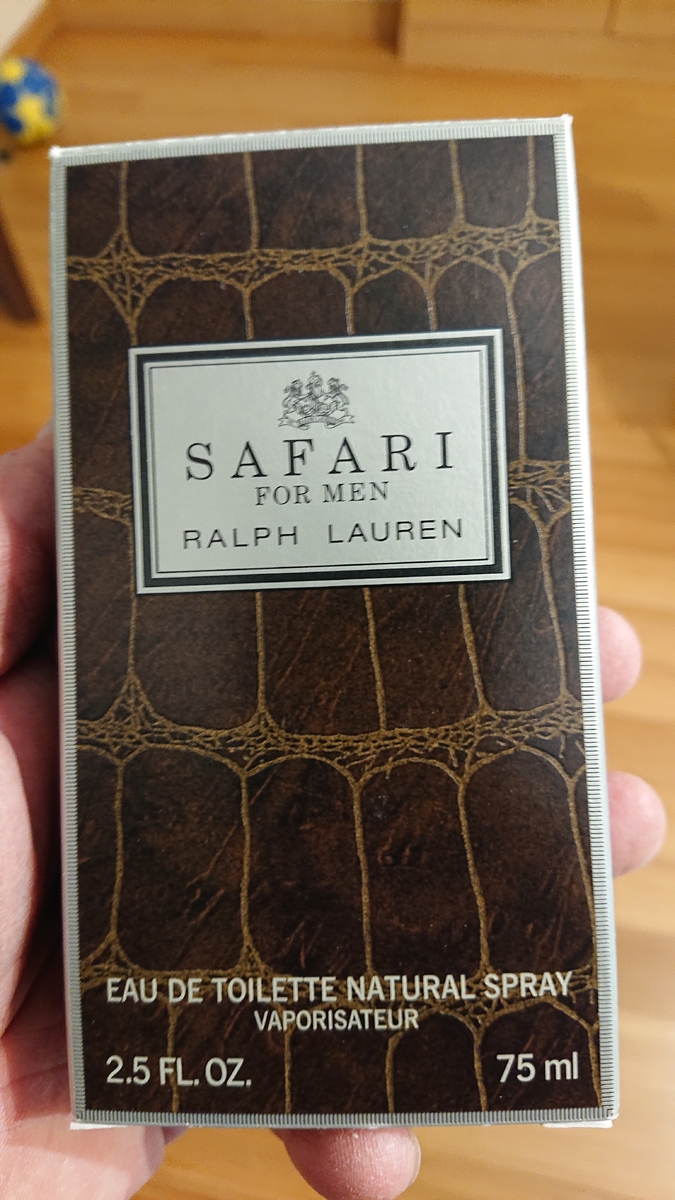 SAFARI
FOR MEN
RALPH LAUREN
EAU DE TOILETTE NATURAL SPRAY
VAPORISATEUR
2.5 FL. OZ. 75 ml